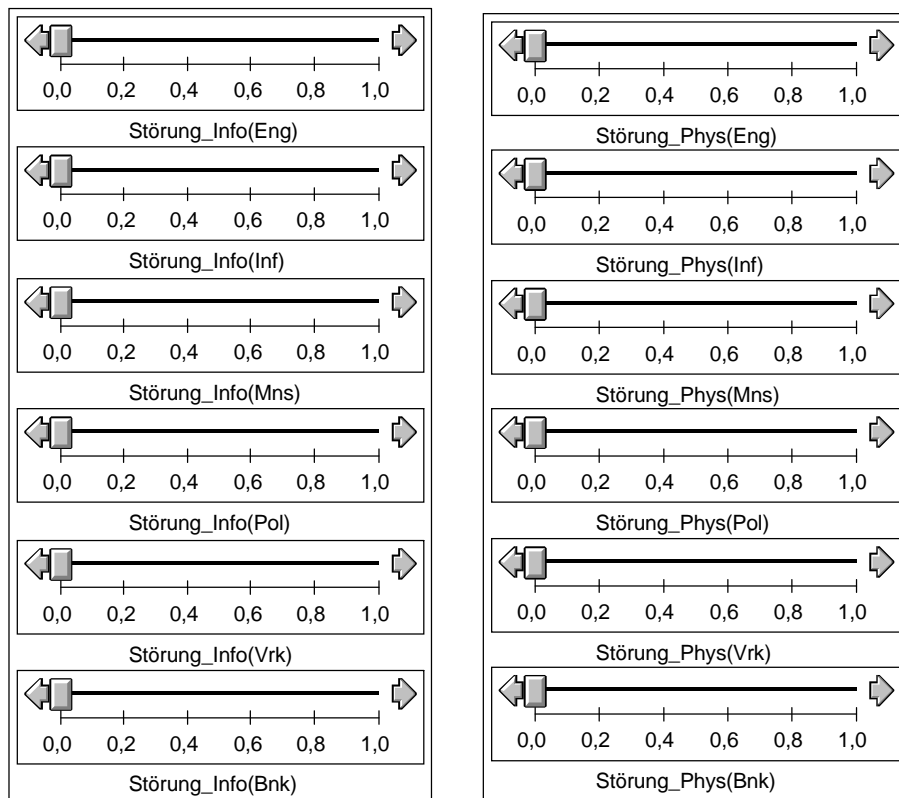 0,0 0,2 0,4 0,6 0,8 1,0
Störung_Info(Eng)
0,0 0,2 0,4 0,6 0,8 1,0
Störung_Info(Inf)
0,0 0,2 0,4 0,6 0,8 1,0
Störung_Info(Mns)
0,0 0,2 0,4 0,6 0,8 1,0
Störung_Info(Pol)
0,0 0,2 0,4 0,6 0,8 1,0
Störung_Info(Vrk)
0,0 0,2 0,4 0,6 0,8 1,0
Störung_Info(Bnk)
0,0 0,2 0,4 0,6 0,8 1,0
Störung_Phys(Eng)
0,0 0,2 0,4 0,6 0,8 1,0
Störung_Phys(Inf)
0,0 0,2 0,4 0,6 0,8 1,0
Störung_Phys(Mns)
0,0 0,2 0,4 0,6 0,8 1,0
Störung_Phys(Pol)
0,0 0,2 0,4 0,6 0,8 1,0
Störung_Phys(Vrk)
0,0 0,2 0,4 0,6 0,8 1,0
Störung_Phys(Bnk)